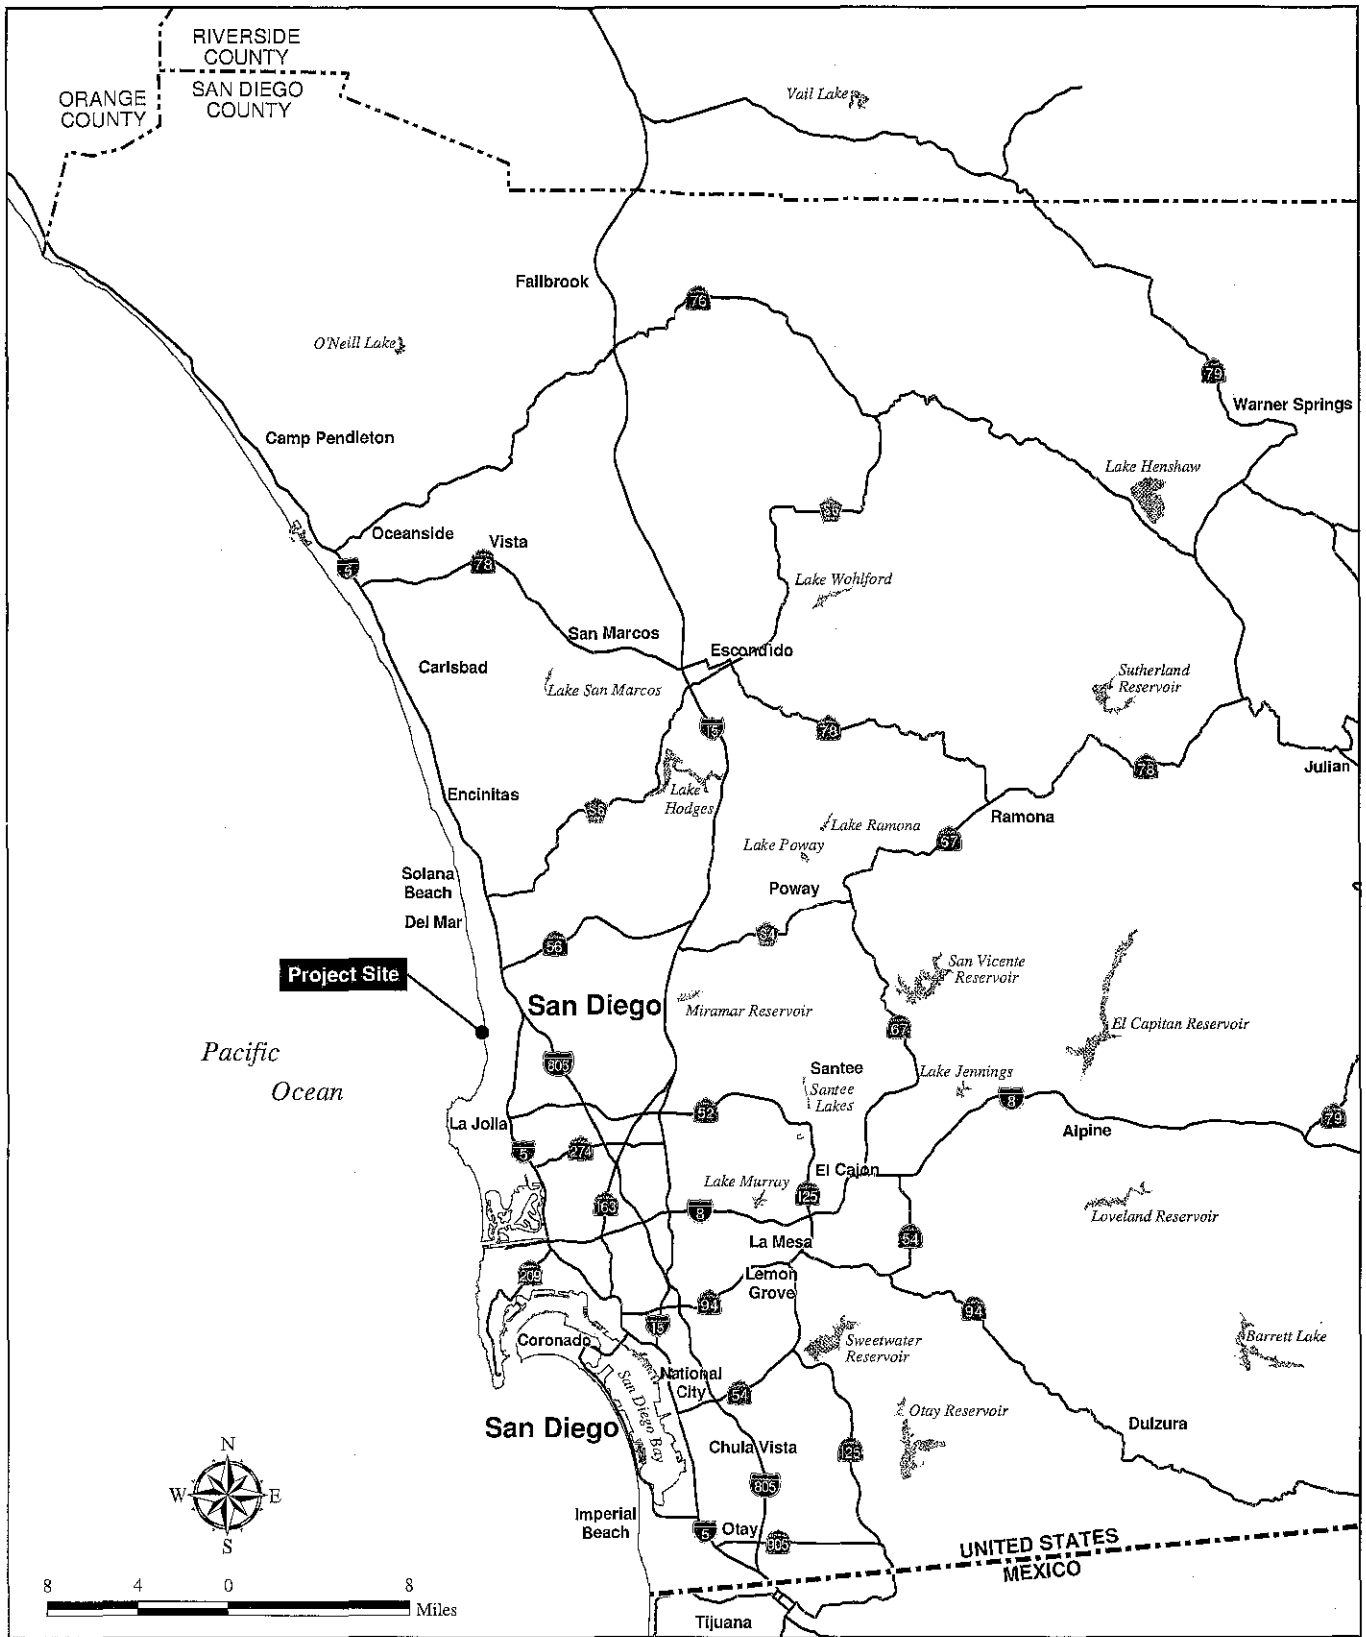 RIVERSIDE
COUNTY
SAN DIEGO
COUNTY
ORANGE
COUNTY
Vail Lake
Fallbrook
76
O'Neill Lake
79
Warner Springs
Camp Pendleton
Lake Henshaw
S6
Oceanside
Vista
5
78
Lake Wohlford
San Marcos
Escondido
Carlsbad
Lake San Marcos
Sutherland
Reservoir
15
78
78
Julian
Lake
Hodges
Encinitas
S6
Ramona
Lake Ramona
67
Lake Poway
Solana
Beach
Poway
Del Mar
56
S4
Project Site
San Vicente
Reservoir
San Diego
Miramar Reservoir
El Capitan Reservoir
67
Pacific
Ocean
805
Santee
Santee
Lakes
Lake Jennings
8
52
La Jolla
Alpine
79
5
274
El Cajon
Lake Murray
125
163
8
Loveland Reservoir
La Mesa
54
209
Lemon
Grove
94
94
15
Coronado
Sweetwater
Reservoir
Barrett Lake
National
City
54
San Diego Bay
Otay Reservoir
San Diego
Dulzura
Chula Vista
125
805
N
W
E
S
Imperial
Beach
5
Otay
905
UNITED STATES
MEXICO
8
4
0
8
Miles
Tijuana